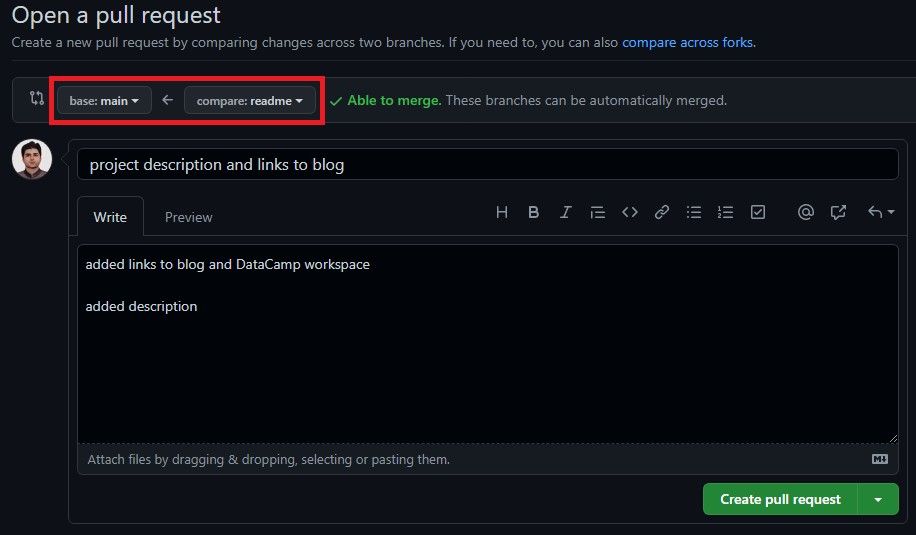 Open a pull request
Create a new pull request by comparing changes across two branches. If you need to, you can also compare across forks.
base: main compare: readme Able to merge. These branches can be automatically merged.
project description and links to blog
Write Preview
added links to blog and DataCamp workspace
added description
Attach files by dragging & dropping, selecting or pasting them.
Create pull request